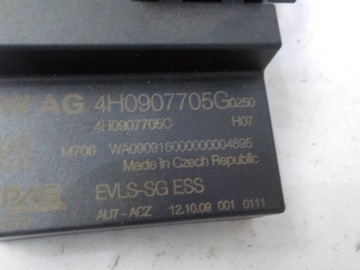 W AG 4H0907705G 0250
4H0907705C H07
M706 WA090915000000004895
Made in Czech Republic
EVLS-SG ESS
AU7-ACZ 12.10.09 001 0111